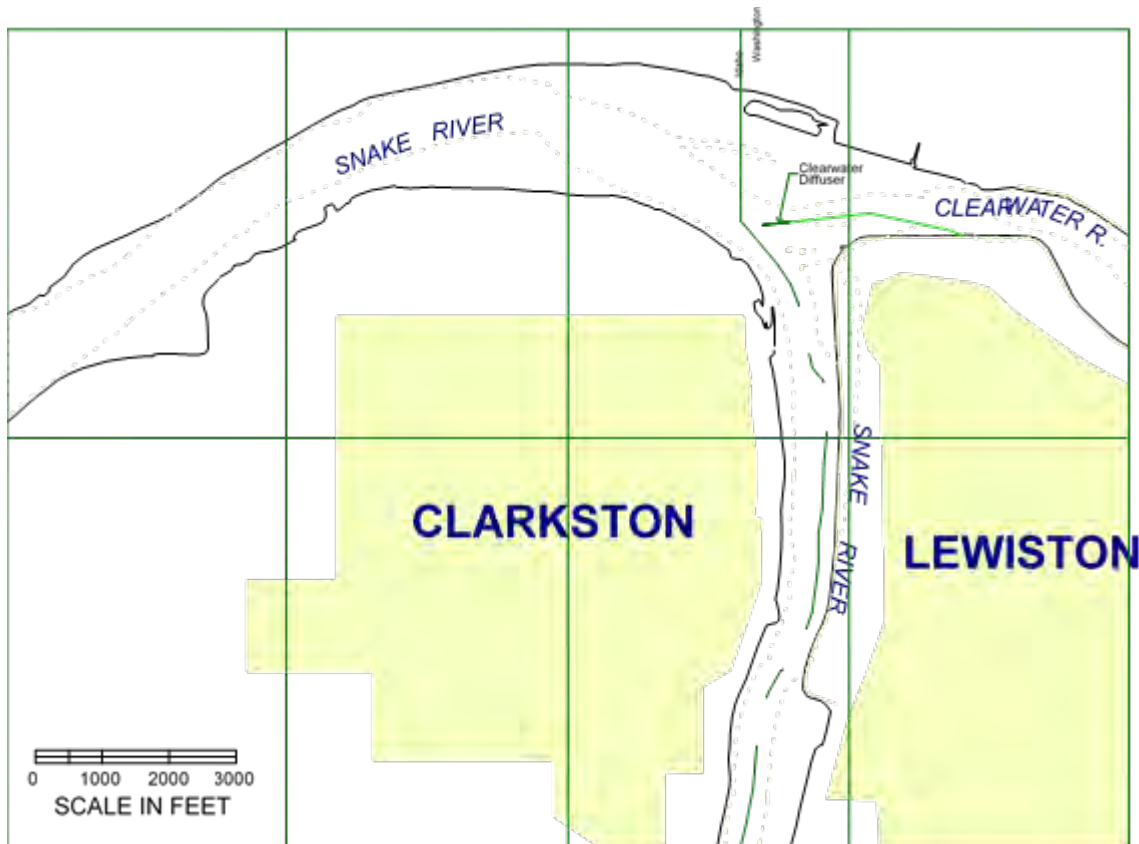 Idaho
Washington
SNAKE RIVER
Clearwater
Diffuser
CLEARWATER R.
SNAKE RIVER
CLARKSTON
LEWISTON
0 1000 2000 3000
SCALE IN FEET